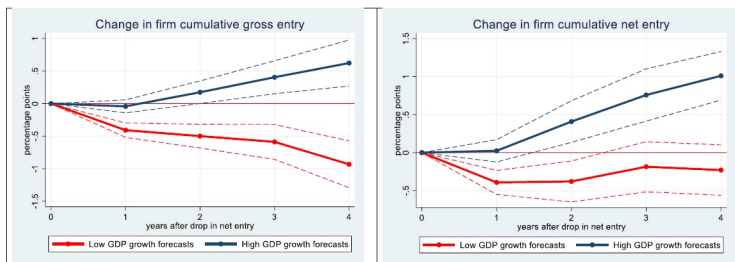 Change in firm cumulative gross entry
percentage points
1
.5
0
-.5
-1
-1.5
0 1 2 3 4
years after drop in net entry
Low GDP growth forecasts High GDP growth forecasts
Change in firm cumulative net entry
percentage points
1.5
1
.5
0
-.5
0 1 2 3 4
years after drop in net entry
Low GDP growth forecasts High GDP growth forecasts